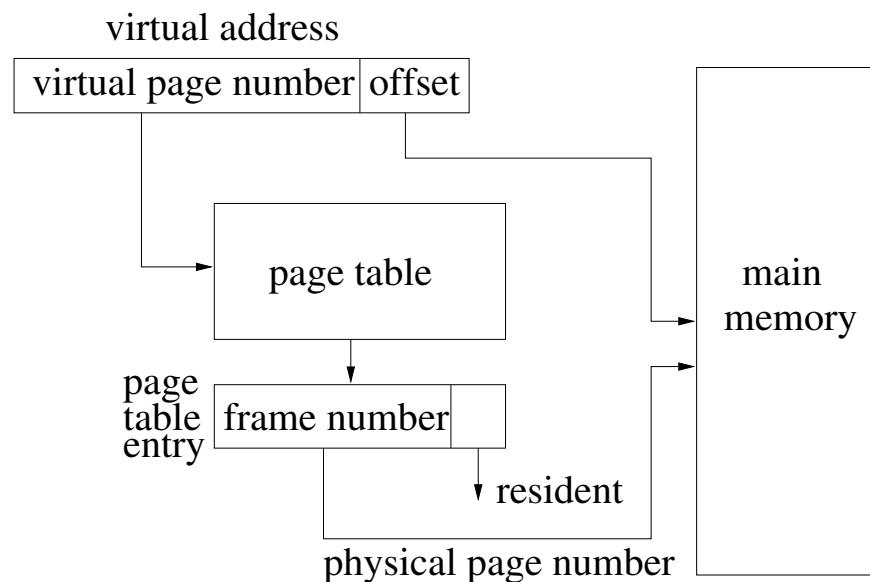 virtual address
virtual page number offset
page table
main
memory
page
table
entry
frame number
resident
physical page number